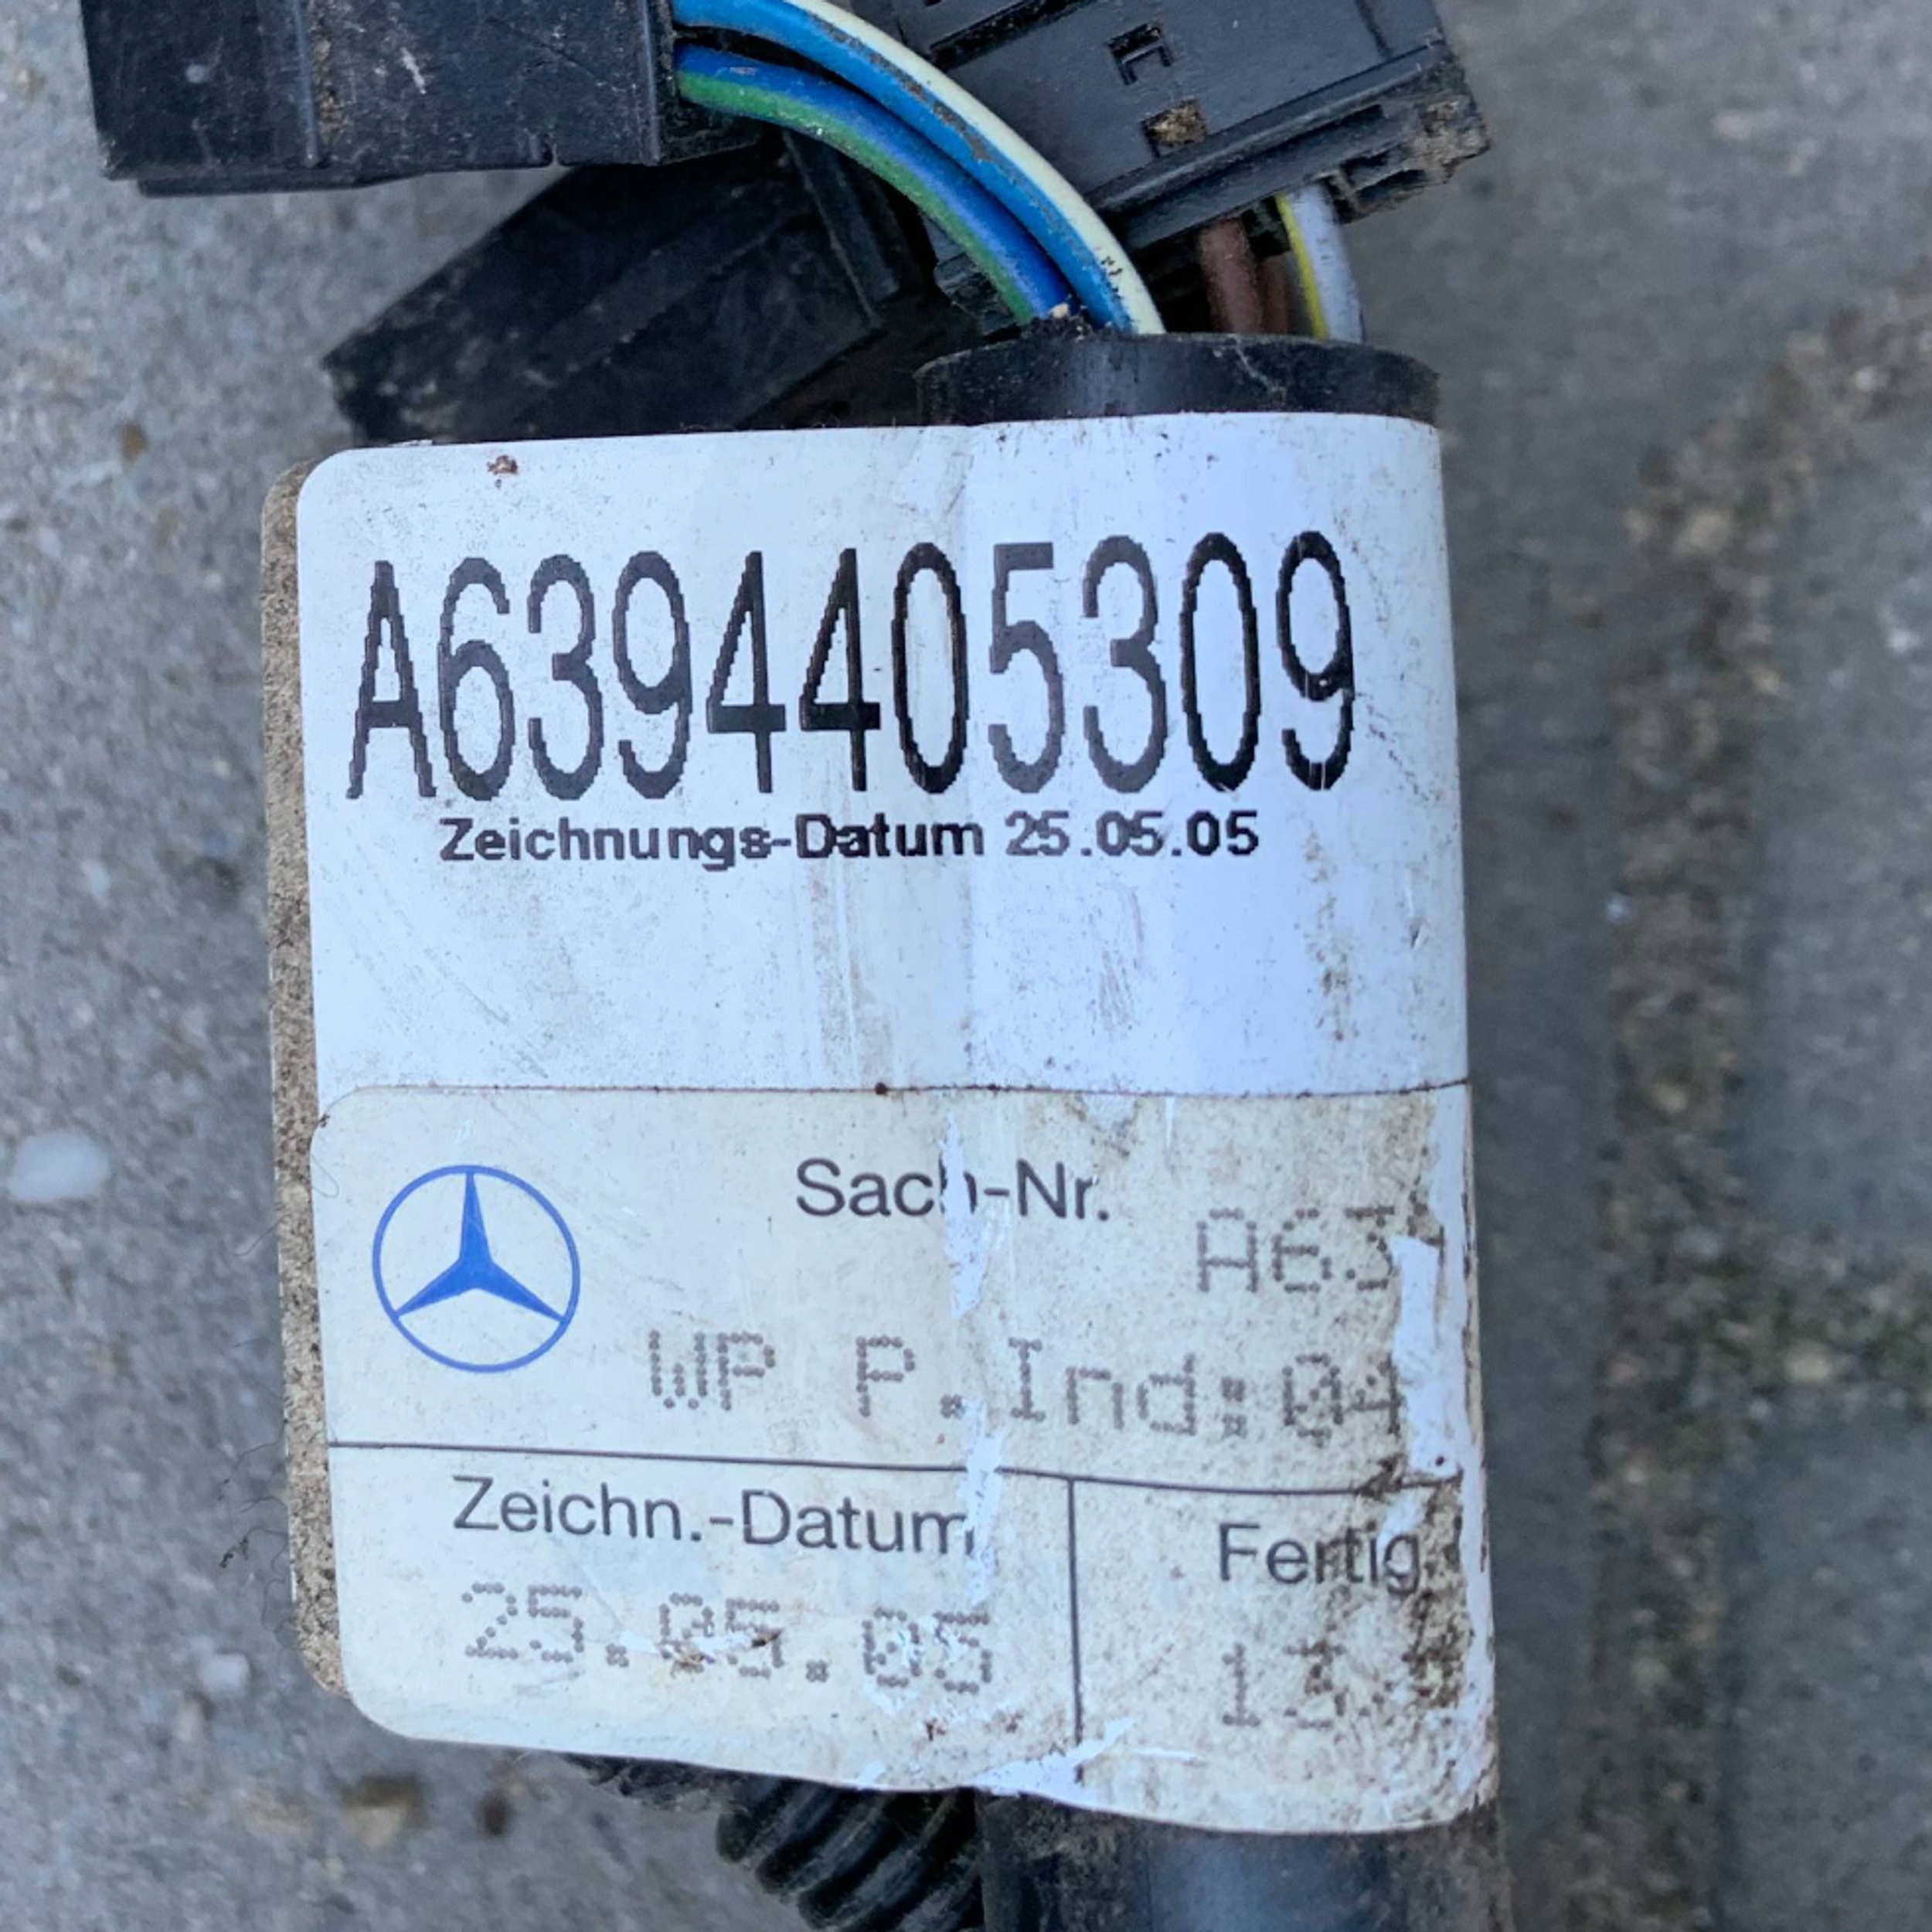 A6394405309
Zeichnungs-Datum 25.05.05
Sach-Nr.
WP P.Ind:04
Zeichn.-Datum
Fertig.
25.05.05